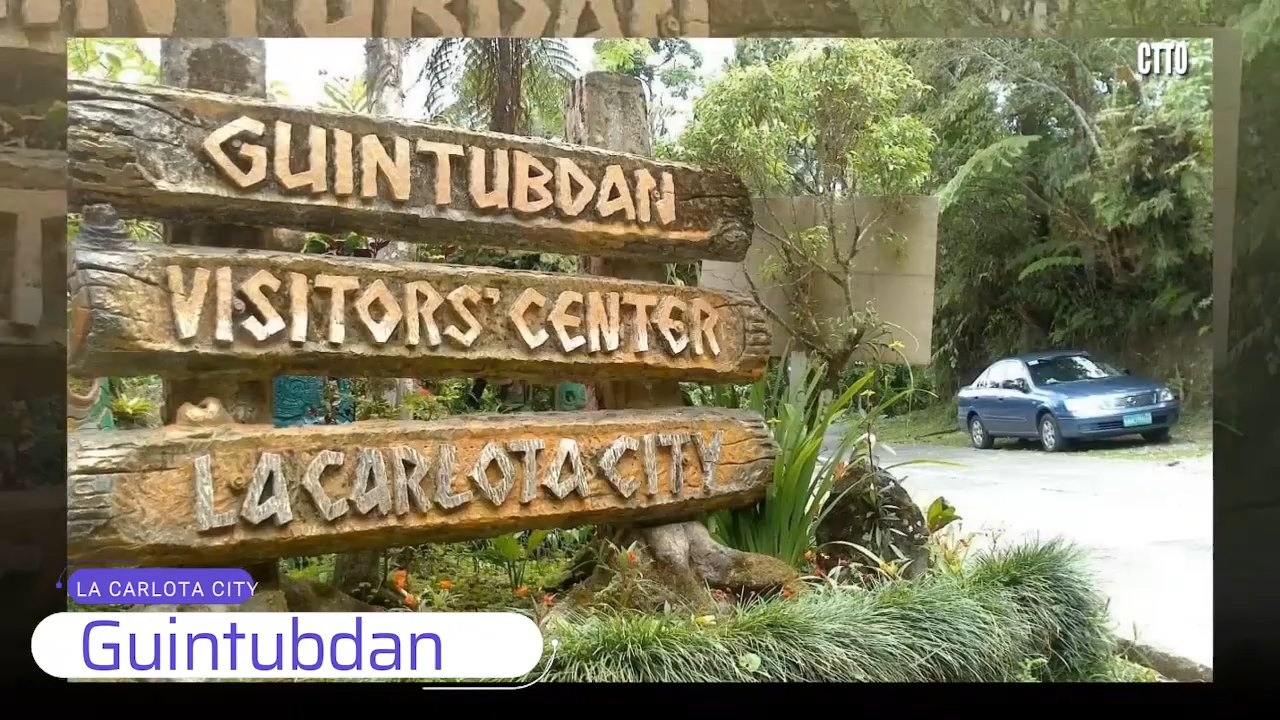 CTTO
GUINTUBDAN
VISITORS' CENTER
LA CARLOTA CITY
LA CARLOTA CITY
Guintubdan